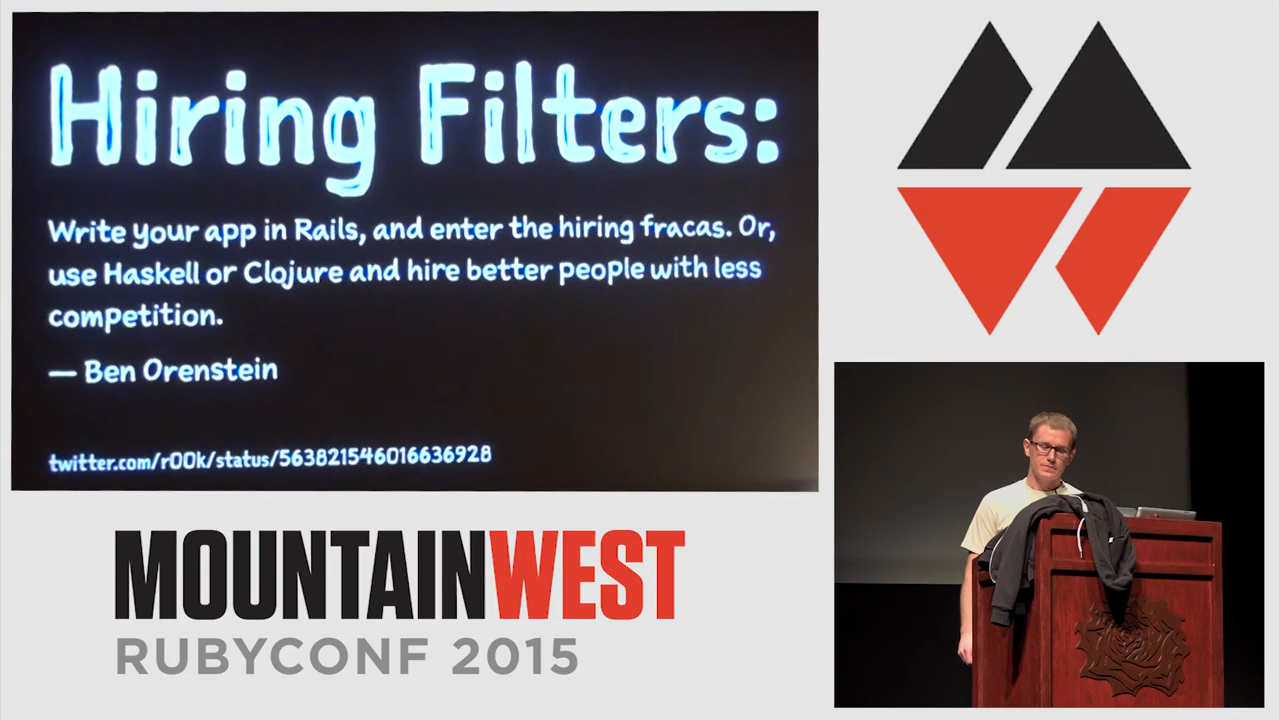 Hiring Filters:
Write your app in Rails, and enter the hiring fracas. Or,
use Haskell or Clojure and hire better people with less
competition.
— Ben Orenstein
twitter.com/r00k/status/563821546016636928
MOUNTAINWEST
RUBYCONF 2015